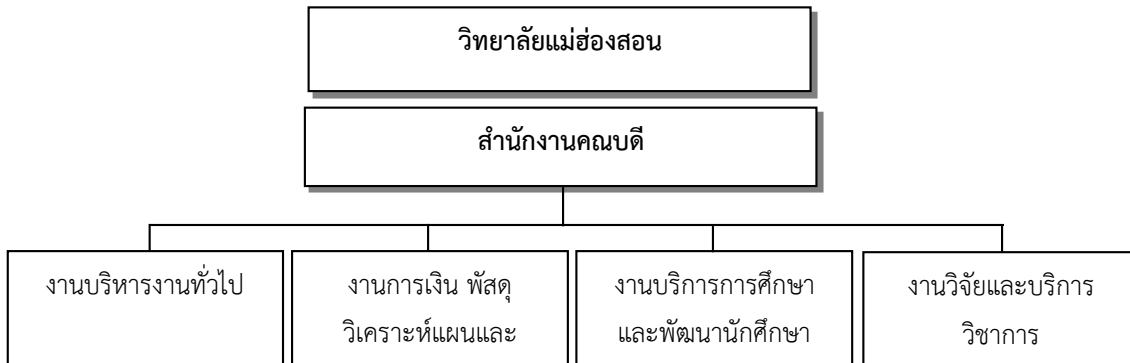 วิทยาลัยแม่ฮ่องสอน
สำนักงานคณบดี
งานบริหารงานทั่วไป
งานการเงิน พัสดุ
วิเคราะห์แผนและ
งานบริการการศึกษา
และพัฒนานักศึกษา
งานวิจัยและบริการ
วิชาการ